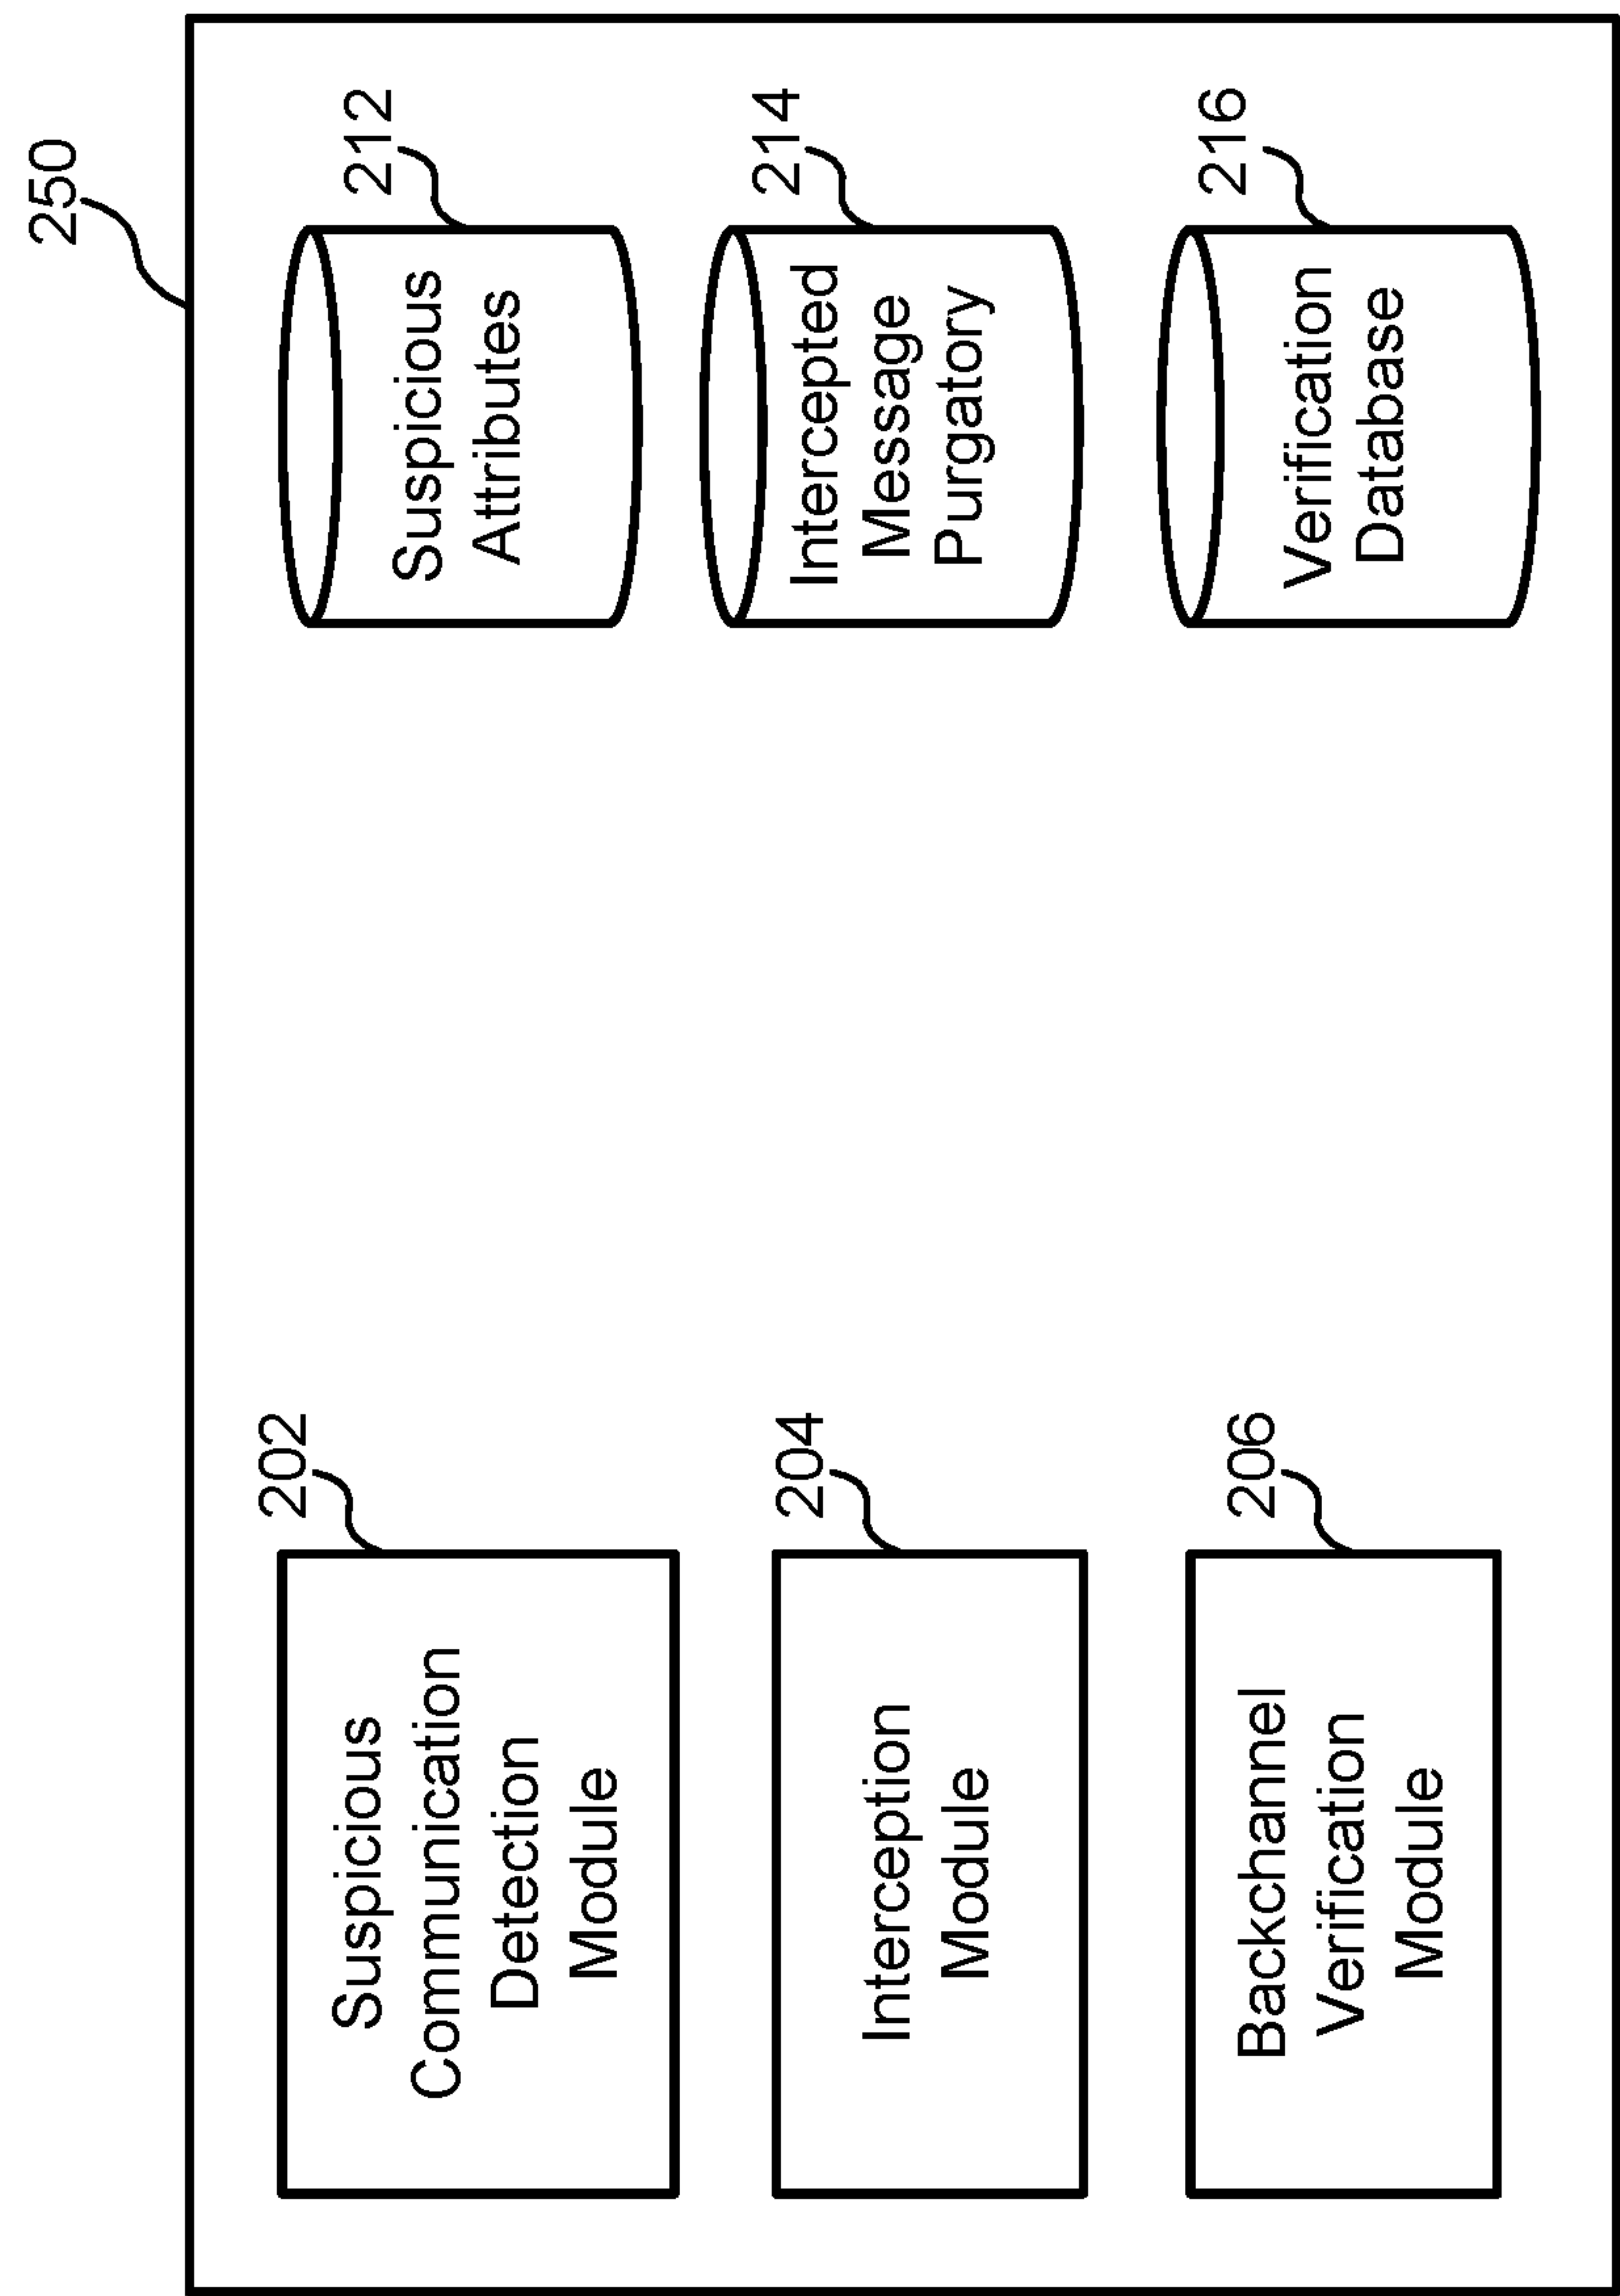 250
202
Suspicious
Communication
Detection
Module
212
Suspicious
Attributes
204
Interception
Module
214
Intercepted
Message
Purgatory
206
Backchannel
Verification
Module
216
Verification
Database